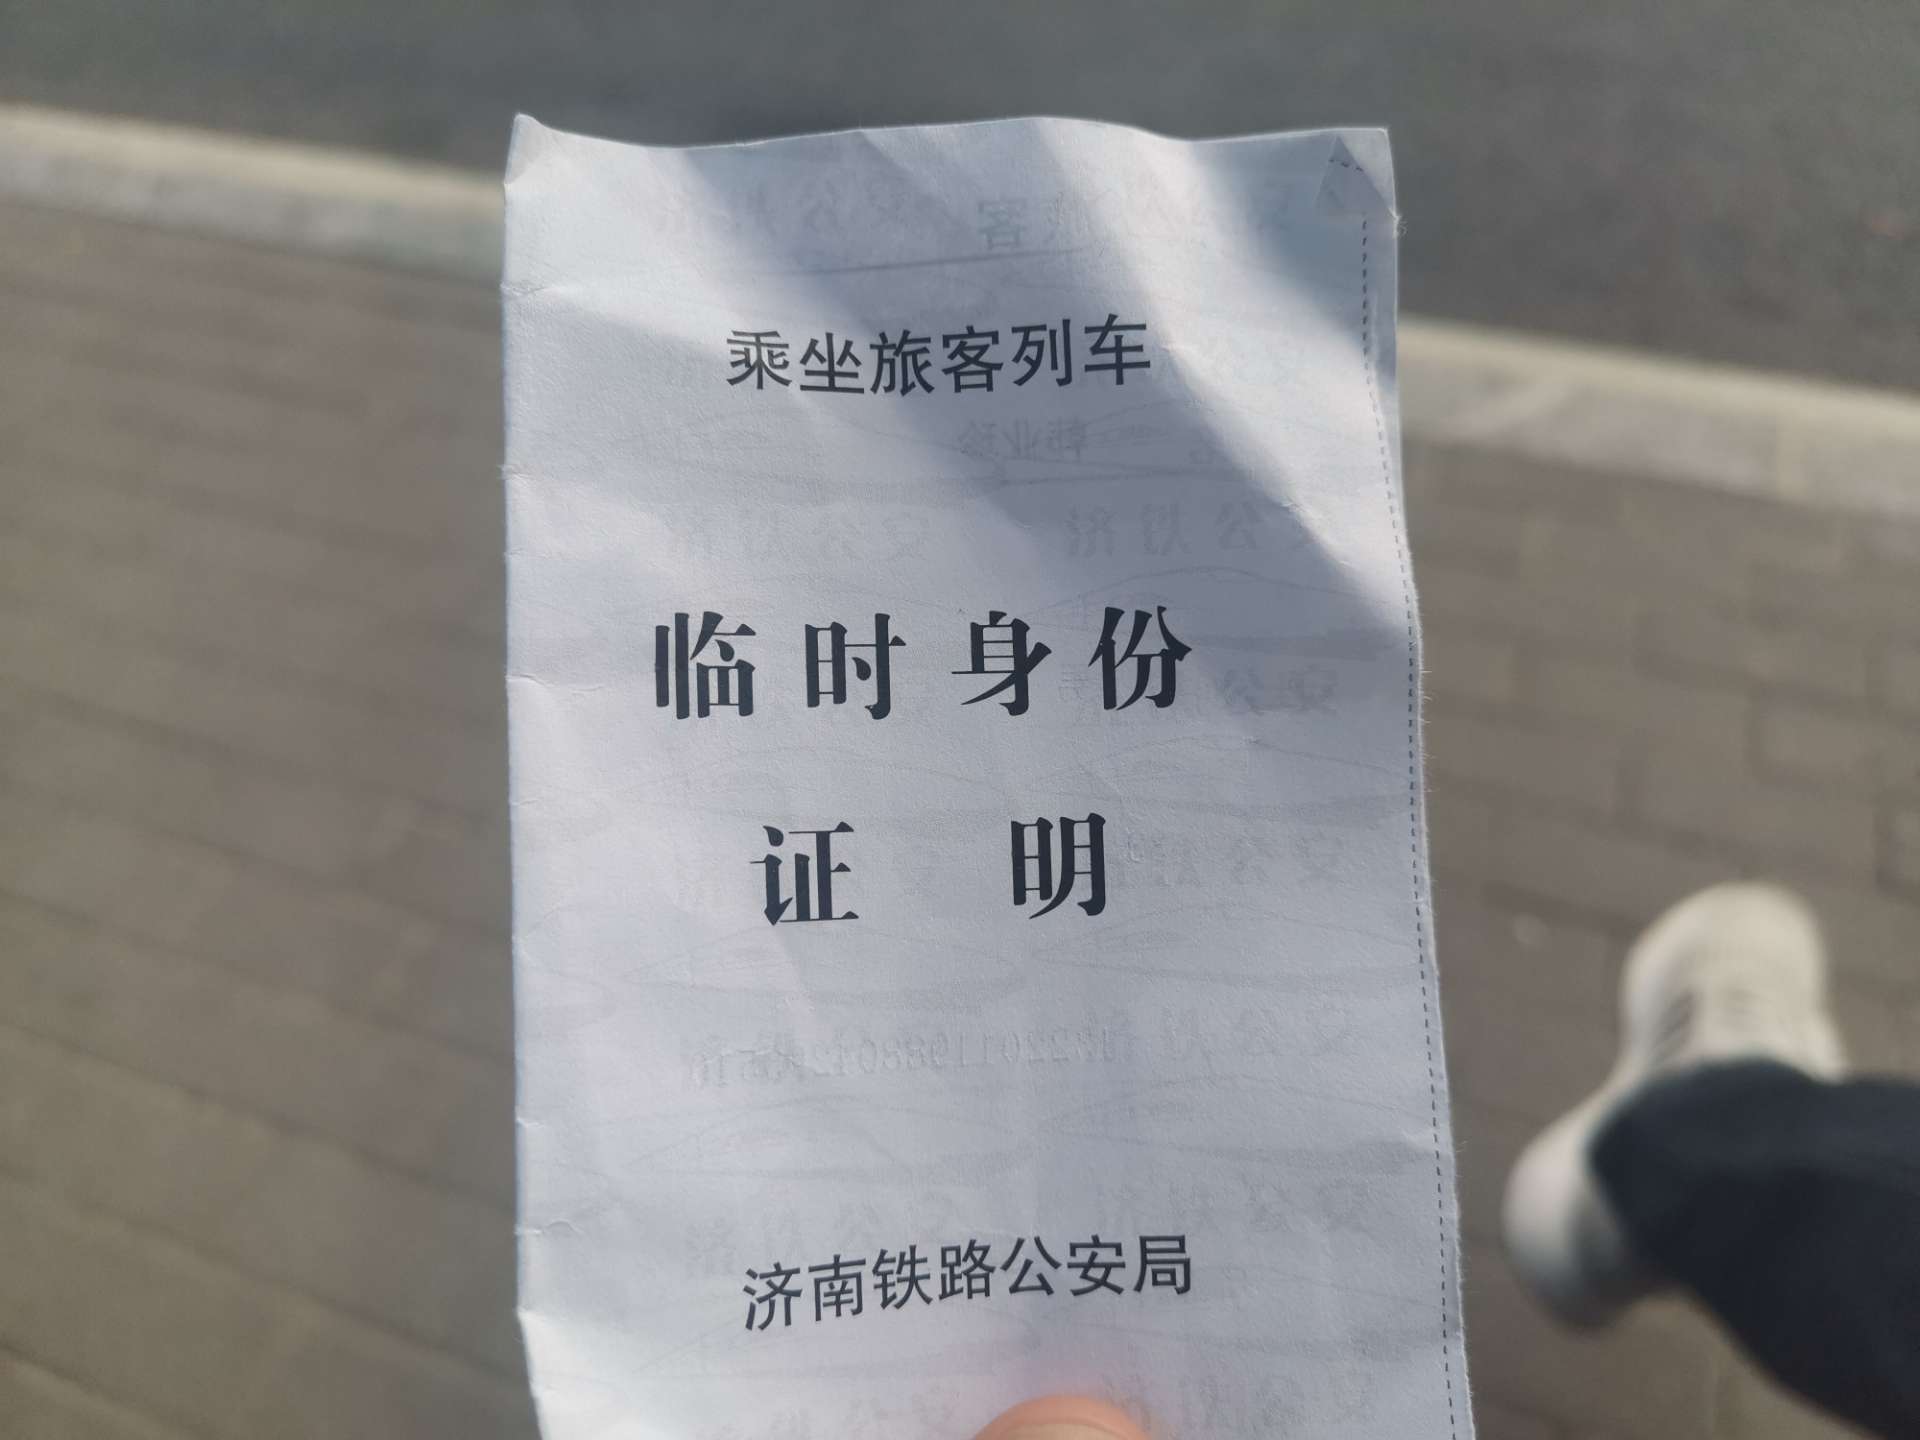 乘坐旅客列车
临时身份
证明
济南铁路公安局